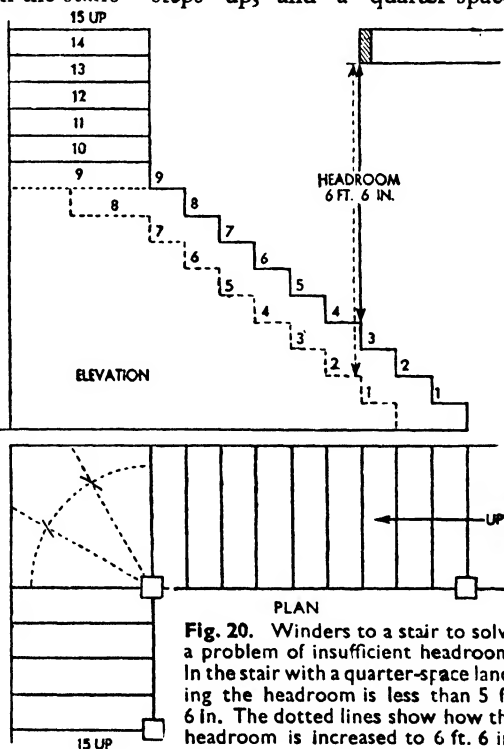 the stairs steps up, and a quarter-space
15 UP
14
13
12
11
10
9 9
8 8
7 7
6 6
5 5
4 4
3 3
2 2
1 1
HEADROOM
6 FT. 6 IN.
ELEVATION
UP
PLAN
15 UP
Fig. 20. Winders to a stair to solv
a problem of insufficient headroom
In the stair with a quarter-space land
ing the headroom is less than 5 f
6 in. The dotted lines show how th
headroom is increased to 6 ft. 6 in